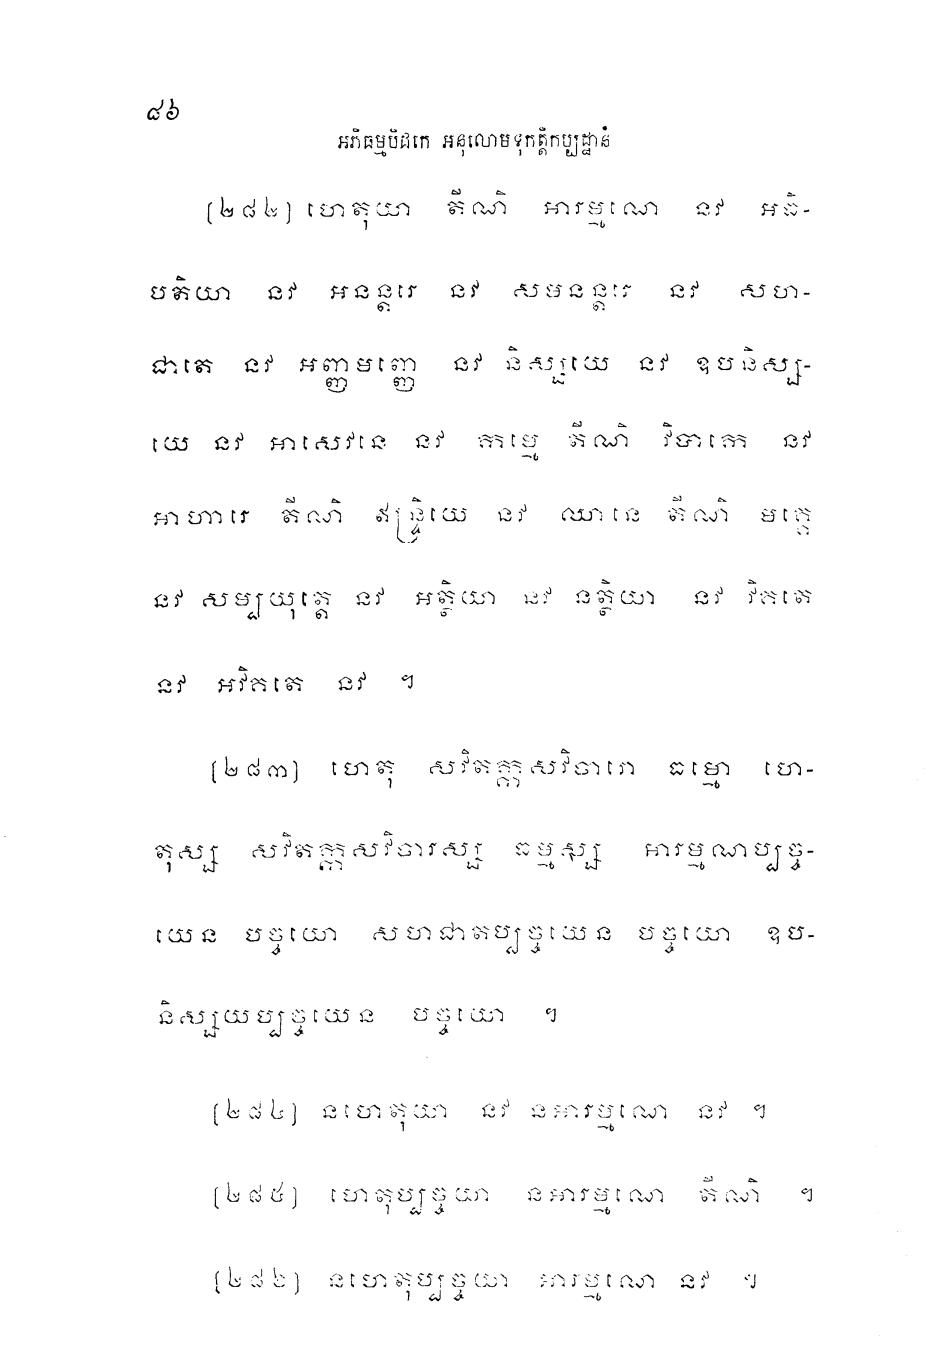 ៨៦
អភិធម្មបិដកេ អនុលោមទុកត្តិកប្បដ្ឋានំ
(២៨២) ហេតុយា តីណិ អារម្មណេ នវ អធិ-
បតិយា នវ អនន្តរេ នវ សមនន្តរេ នវ សហ-
ជាតេ នវ អញ្ញមញ្ញេ នវ និស្សយេ នវ ឧបនិស្ស-
យេ នវ អាសេវនេ នវ កម្មេ តីណិ វិបាកេ នវ
អាហារេ តីណិ ឥន្ទ្រិយេ នវ ឈានេ តីណិ មគ្គេ
នវ សម្បយុត្តេ នវ អត្ថិយា នវ នត្ថិយា នវ វិគតេ
នវ អវិគតេ នវ ។
(២៨៣) ហេតុ សវិតក្កសវិចារោ ធម្មោ ហេ-
តុស្ស សវិតក្កសវិចារស្ស ធម្មស្ស អារម្មណប្បច្ច-
យេន បច្ចយោ សហជាតប្បច្ចយេន បច្ចយោ ឧប-
និស្សយប្បច្ចយេន បច្ចយោ ។
(២៨៤) នហេតុយា នវ នអារម្មណេ នវ ។
(២៨៥) ហេតុប្បច្ចយា នអារម្មណេ តីណិ ។
(២៨៦) នហេតុប្បច្ចយា អារម្មណេ នវ ។